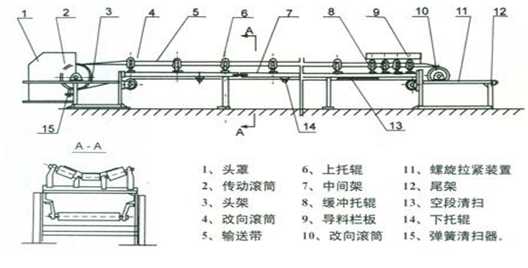 1 2 3 4 5 6 A 7 8 9 10 11 12
15 A 14 13
A - A
1、头罩 6、上托辊 11、螺旋拉紧装置
2、传动滚筒 7、中间架 12、尾架
3、头架 8、缓冲托辊 13、空段清扫
4、改向滚筒 9、导料栏板 14、下托辊
5、输送带 10、改向滚筒 15、弹簧清扫器.